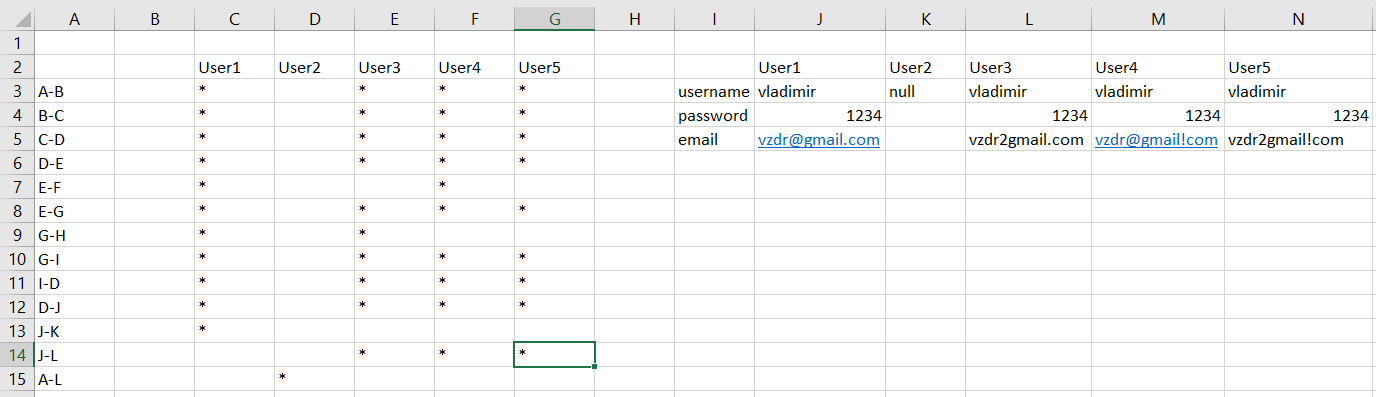 A B C D E F G H I J K L M N
1
2 User1 User2 User3 User4 User5 User1 User2 User3 User4 User5
3 A-B * * * * username vladimir null vladimir vladimir vladimir
4 B-C * * * * password 1234 1234 1234 1234
5 C-D * * * * email vzdr@gmail.com vzdr2gmail.com vzdr@gmail!com vzdr2gmail!com
6 D-E * * * *
7 E-F * *
8 E-G * * * *
9 G-H * *
10 G-I * * * *
11 I-D * * * *
12 D-J * * * *
13 J-K *
14 J-L * * *
15 A-L *